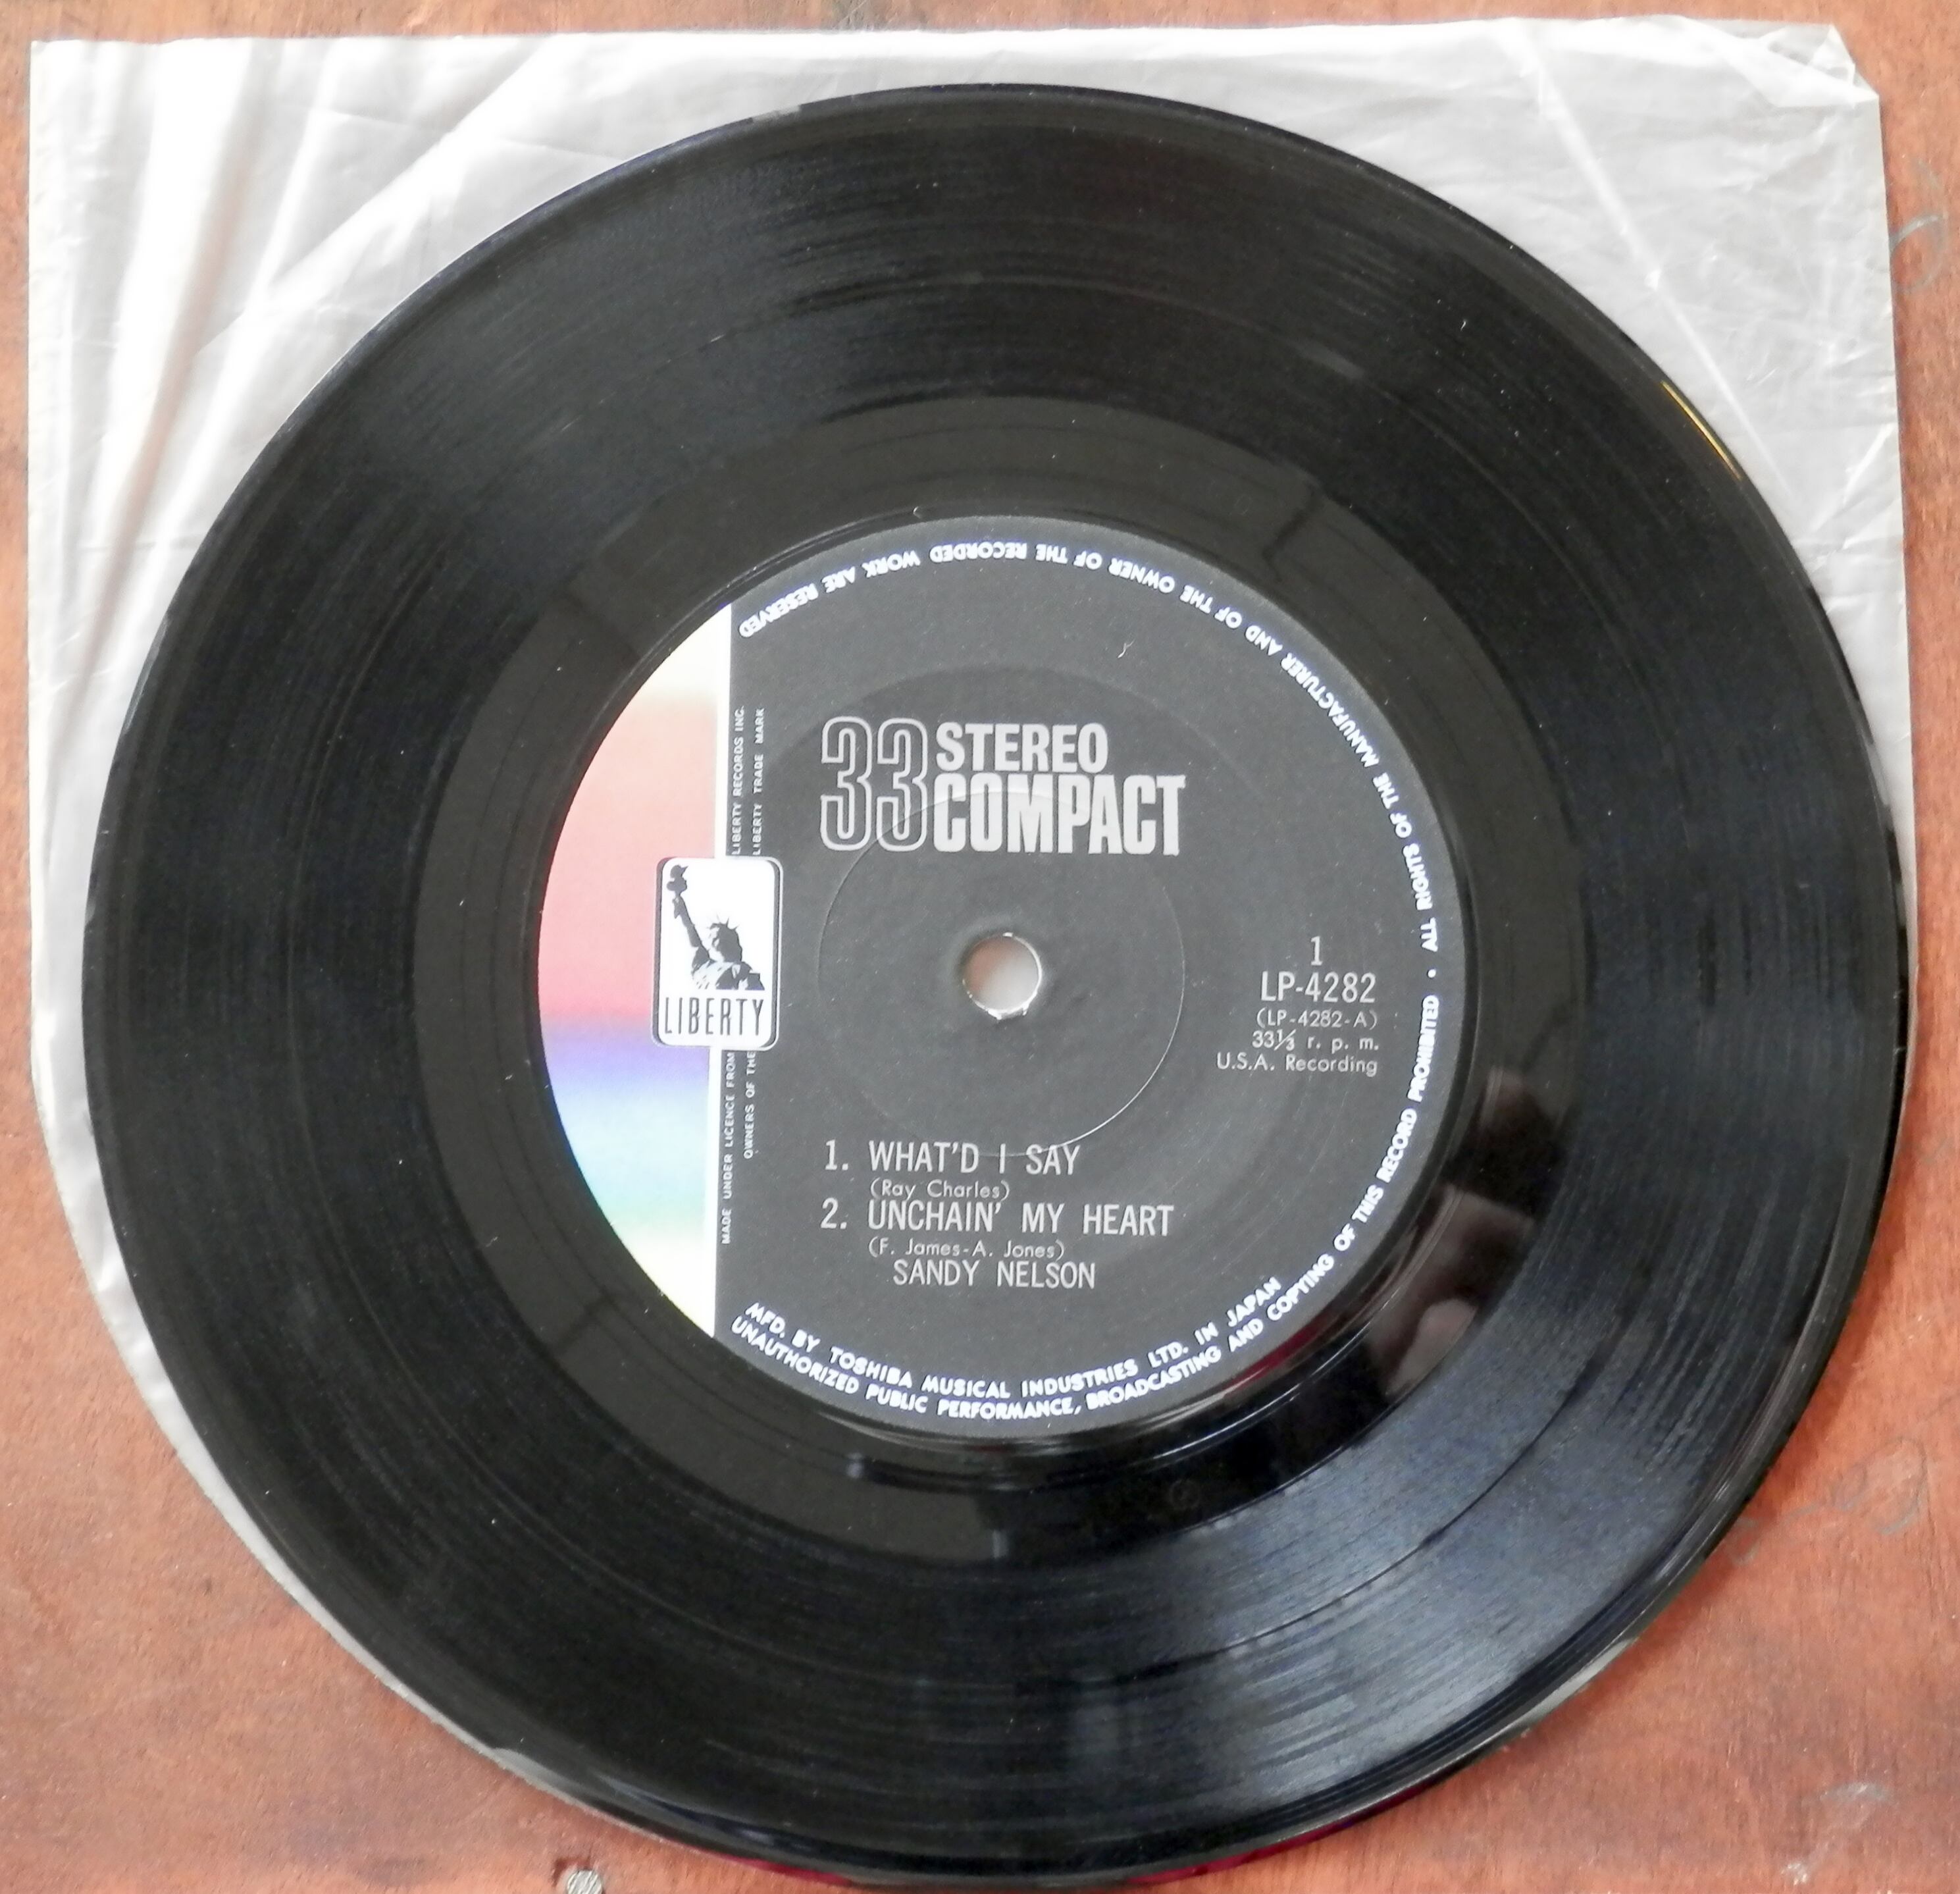 33 STEREO
COMPACT
LIBERTY
1
LP-4282
(LP-4282-A)
33⅓ r. p. m.
U.S.A. Recording
1. WHAT'D I SAY
(Ray Charles)
2. UNCHAIN' MY HEART
(F. James-A. Jones)
SANDY NELSON
MADE UNDER LICENCE FROM LIBERTY RECORDS INC.
OWNERS OF THE LIBERTY TRADE MARK
MFD. BY TOSHIBA MUSICAL INDUSTRIES LTD. IN JAPAN
UNAUTHORIZED PUBLIC PERFORMANCE, BROADCASTING AND COPTING OF THIS RECORD PROHIBITED • ALL RIGHTS OF THE MANUFACTURER AND OF THE OWNER OF THE RECORDED WORK ARE RESERVED